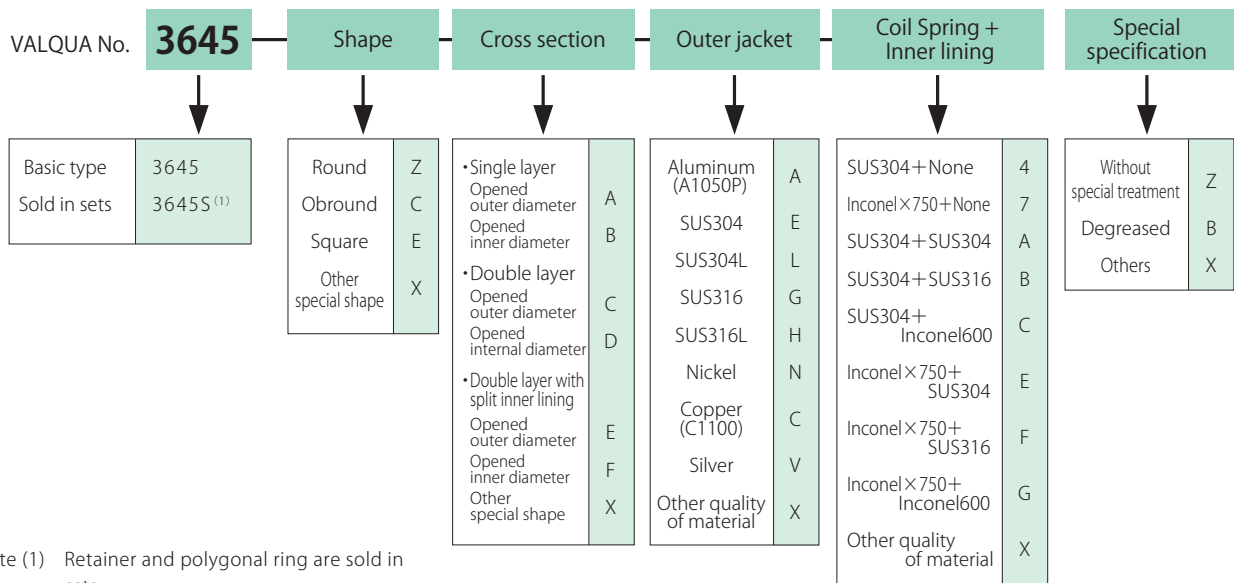 VALQUA No.
3645
Shape
Cross section
Outer jacket
Coil Spring +
Inner lining
Special
specification
Basic type 3645
Sold in sets 3645S (1)
Round Z
Obround C
Square E
Other
special shape X
•Single layer
Opened
outer diameter A
Opened
inner diameter B
•Double layer
Opened
outer diameter C
Opened
internal diameter D
•Double layer with
split inner lining
Opened
outer diameter E
Opened
inner diameter F
Other
special shape X
Aluminum
(A1050P) A
SUS304 E
SUS304L L
SUS316 G
SUS316L H
Nickel N
Copper
(C1100) C
Silver V
Other quality
of material X
SUS304+None 4
Inconel×750+None 7
SUS304+SUS304 A
SUS304+SUS316 B
SUS304+
Inconel600 C
Inconel×750+
SUS304 E
Inconel×750+
SUS316 F
Inconel×750+
Inconel600 G
Other quality
of material X
Without
special treatment Z
Degreased B
Others X
te (1) Retainer and polygonal ring are sold in